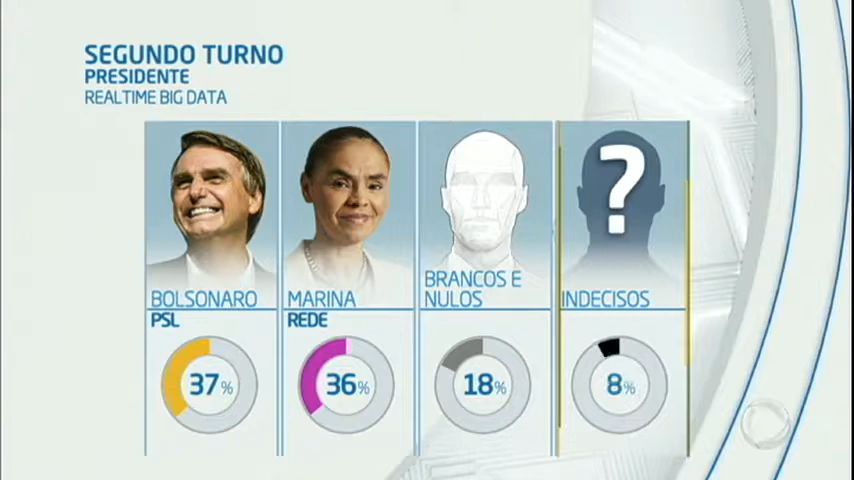 SEGUNDO TURNO
PRESIDENTE
REALTIME BIG DATA
?
BOLSONARO
PSL
37%
MARINA
REDE
36%
BRANCOS E
NULOS
18%
INDECISOS
8%